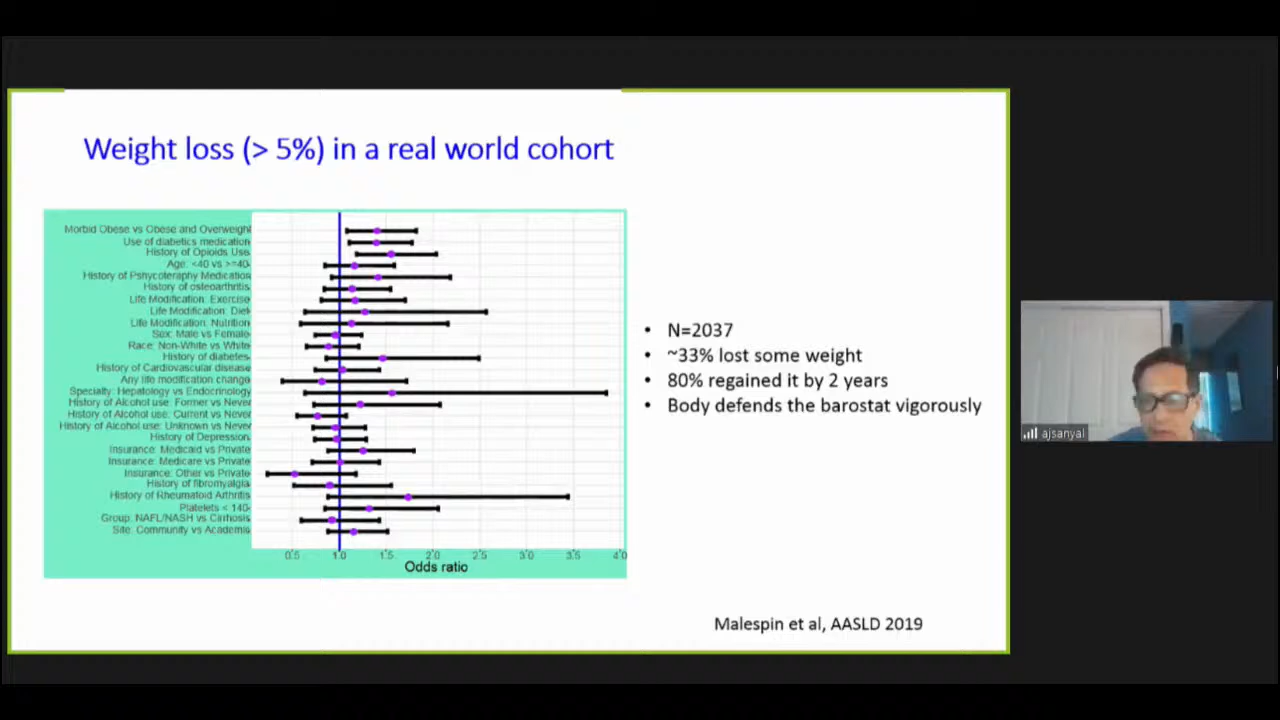 Weight loss (> 5%) in a real world cohort
Morbid Obese vs Obese and Overweight
Use of diabetics medication
History of Opioids Use
Age: <40 vs >=40
History of Pshycoteraphy Medication
History of osteoarthritis
Life Modification: Exercise
Life Modification: Diet
Life Modification: Nutrition
Sex: Male vs Female
Race: Non-White vs White
History of diabetes
History of Cardiovascular disease
Any life modification change
Specialty: Hepatology vs Endocrinology
History of Alcohol use: Former vs Never
History of Alcohol use: Current vs Never
History of Alcohol use: Unknown vs Never
History of Depression
Insurance: Medicaid vs Private
Insurance: Medicare vs Private
Insurance: Other vs Private
History of fibromyalgia
History of Rheumatoid Arthritis
Platelets < 140
Group: NAFL/NASH vs Cirrhosis
Site: Community vs Academia
0.5 1.0 1.5 2.0 2.5 3.0 3.5 4.0
Odds ratio
• N=2037
• ~33% lost some weight
• 80% regained it by 2 years
• Body defends the barostat vigorously
Malespin et al, AASLD 2019
ajsanyal